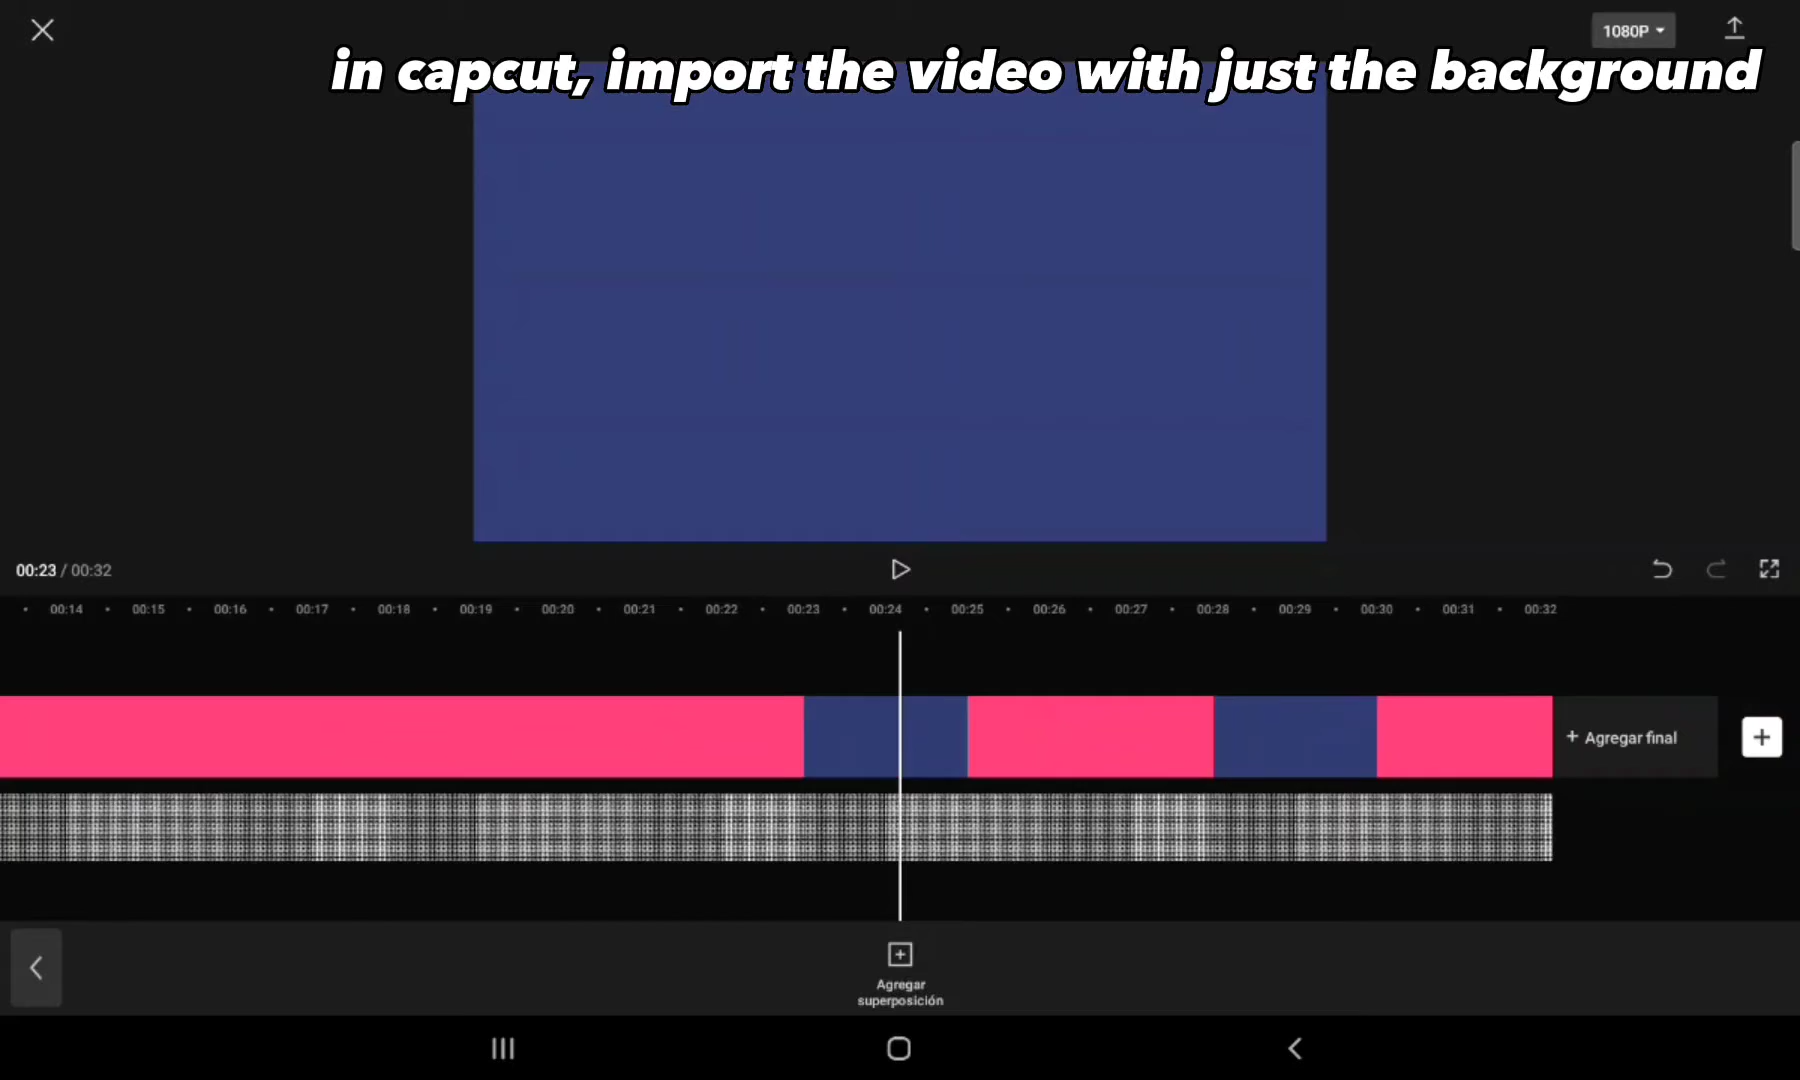 1080P
in capcut, import the video with just the background
00:23 / 00:32
00:14 00:15 00:16 00:17 00:18 00:19 00:20 00:21 00:22 00:23 00:24 00:25 00:26 00:27 00:28 00:29 00:30 00:31 00:32
+ Agregar final
Agregar
superposición